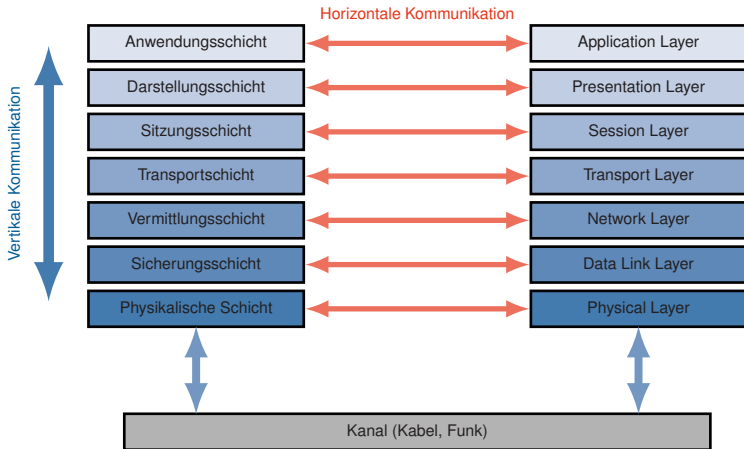 Horizontale Kommunikation
Vertikale Kommunikation
Anwendungsschicht
Application Layer
Darstellungsschicht
Presentation Layer
Sitzungsschicht
Session Layer
Transportschicht
Transport Layer
Vermittlungsschicht
Network Layer
Sicherungsschicht
Data Link Layer
Physikalische Schicht
Physical Layer
Kanal (Kabel, Funk)